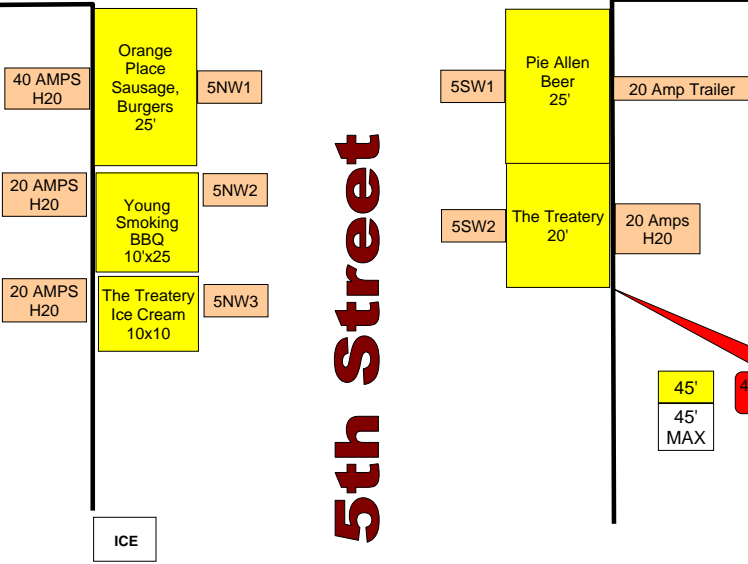 40 AMPS
H20
Orange
Place
Sausage,
Burgers
25'
5NW1
20 AMPS
H20
Young
Smoking
BBQ
10'x25
5NW2
20 AMPS
H20
The Treatery
Ice Cream
10x10
5NW3
ICE
5th Street
5SW1
Pie Allen
Beer
25'
20 Amp Trailer
5SW2
The Treatery
20'
20 Amps
H20
45'
45'
MAX